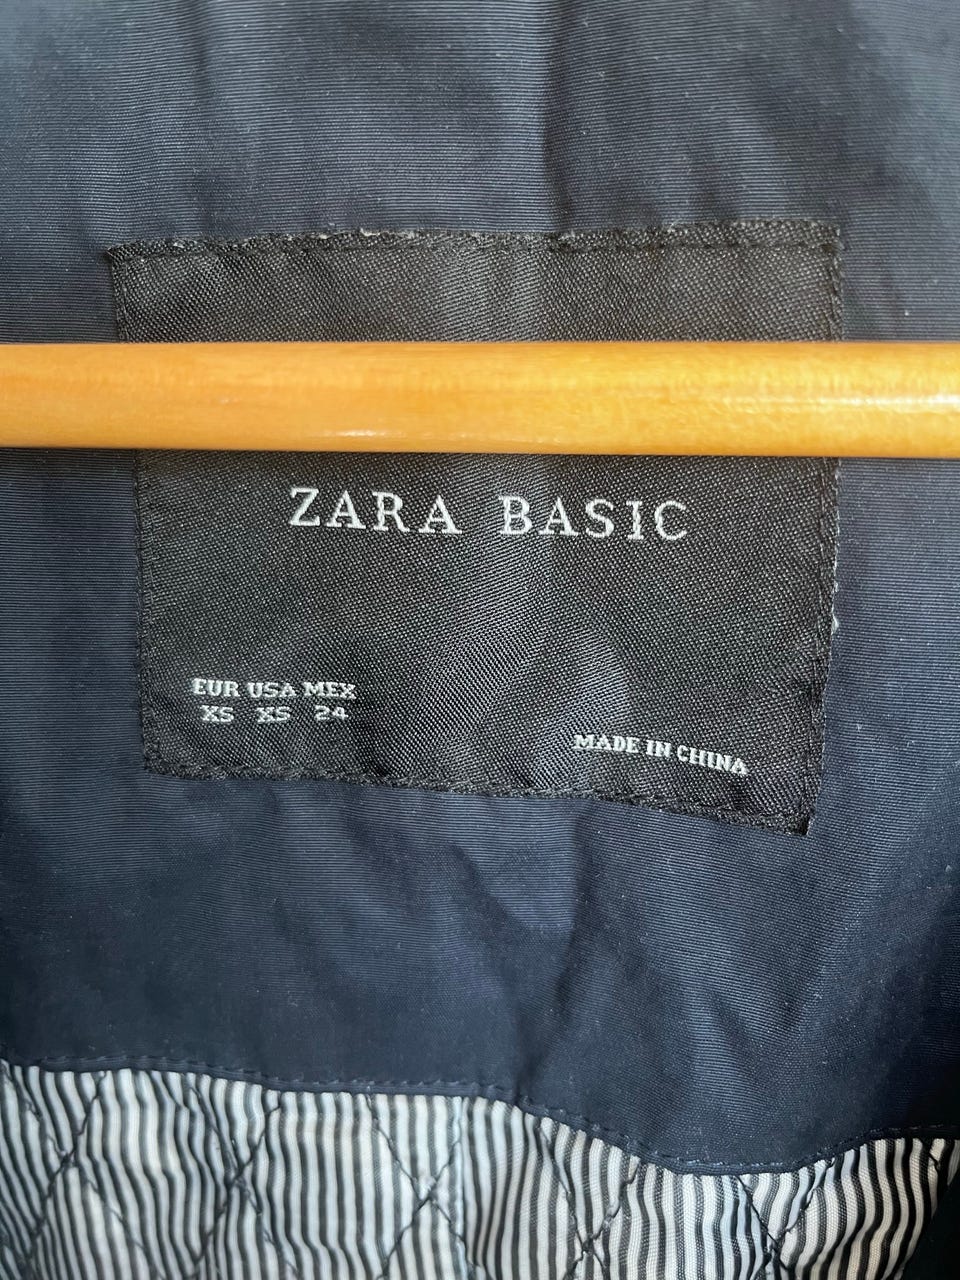 ZARA BASIC
EUR USA MEX
XS XS 24
MADE IN CHINA